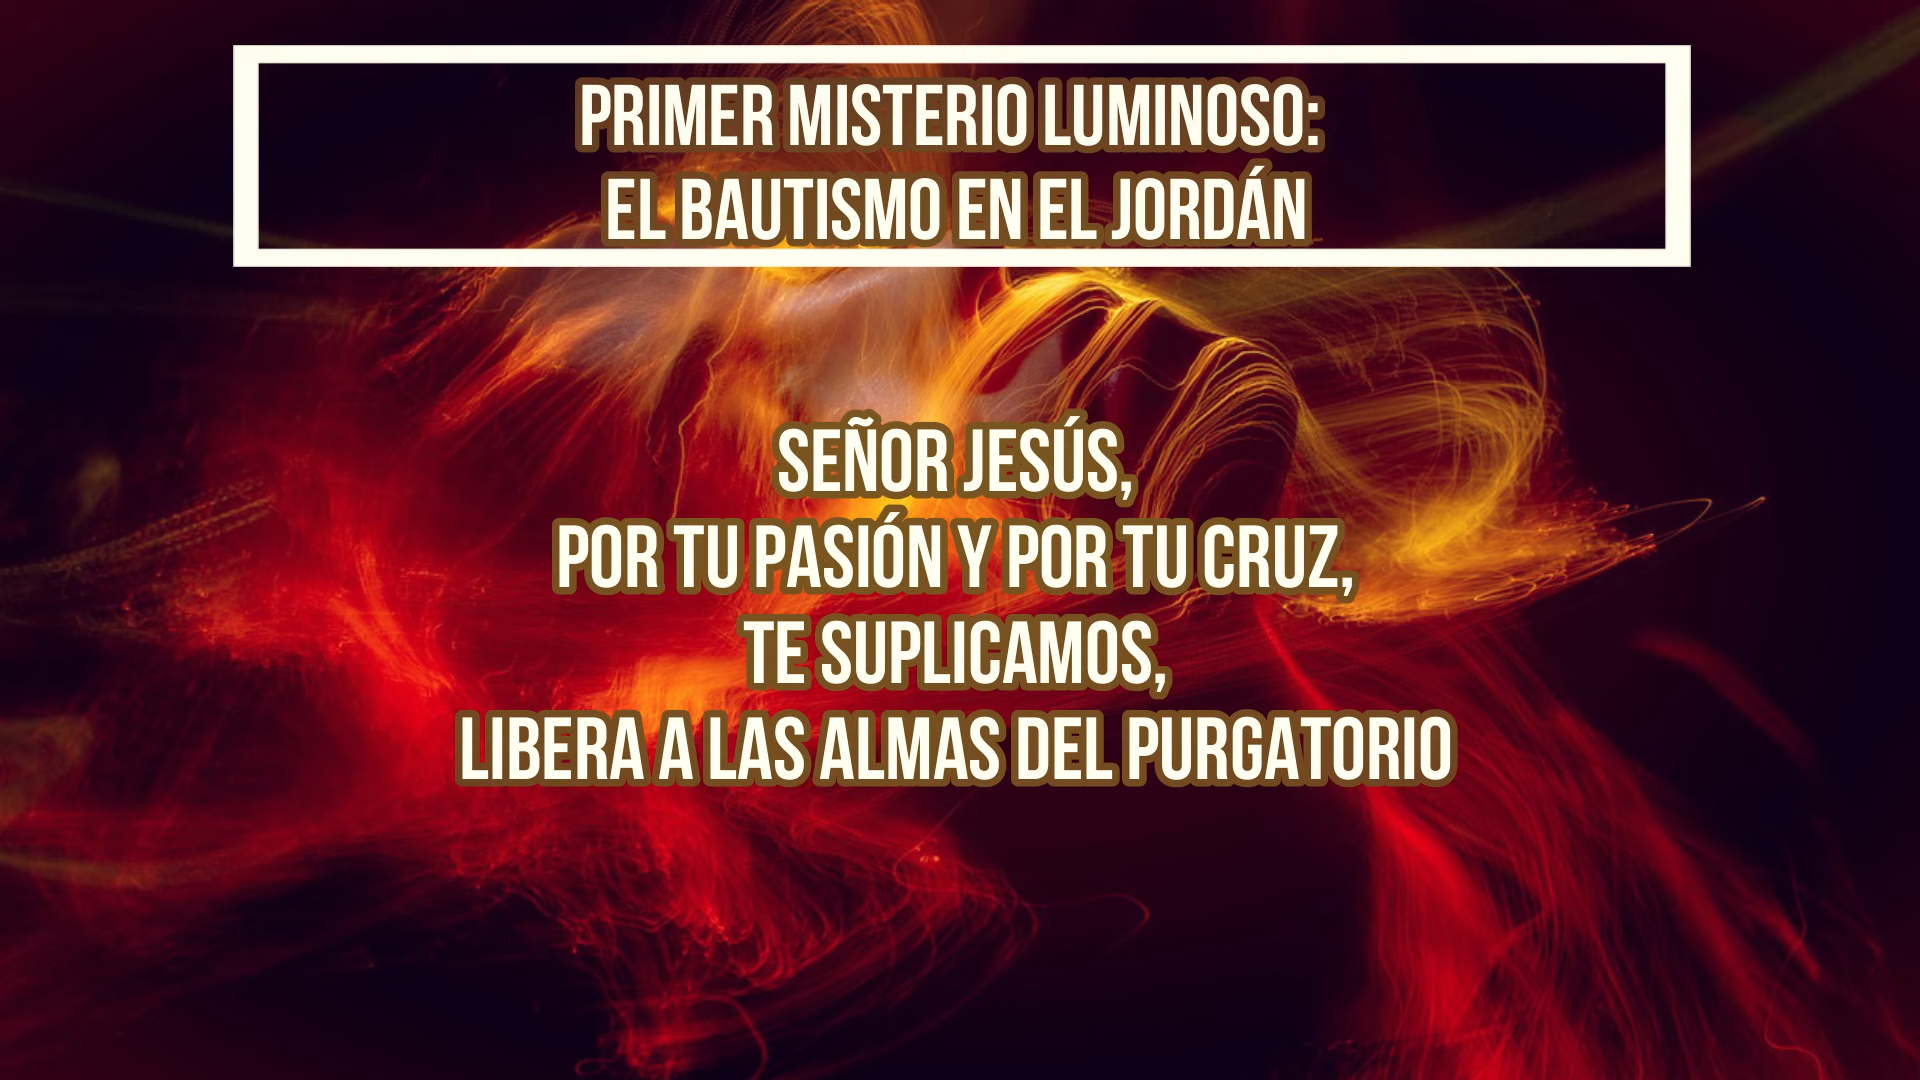 PRIMER MISTERIO LUMINOSO:
EL BAUTISMO EN EL JORDÁN
SEÑOR JESÚS,
POR TU PASIÓN Y POR TU CRUZ,
TE SUPLICAMOS,
LIBERA A LAS ALMAS DEL PURGATORIO